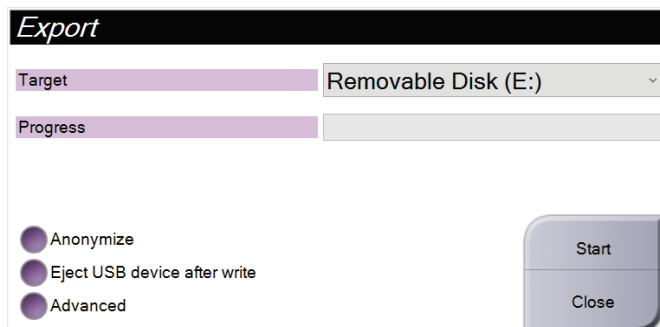 Export
Target
Removable Disk (E:)
Progress
Anonymize
Eject USB device after write
Advanced
Start
Close